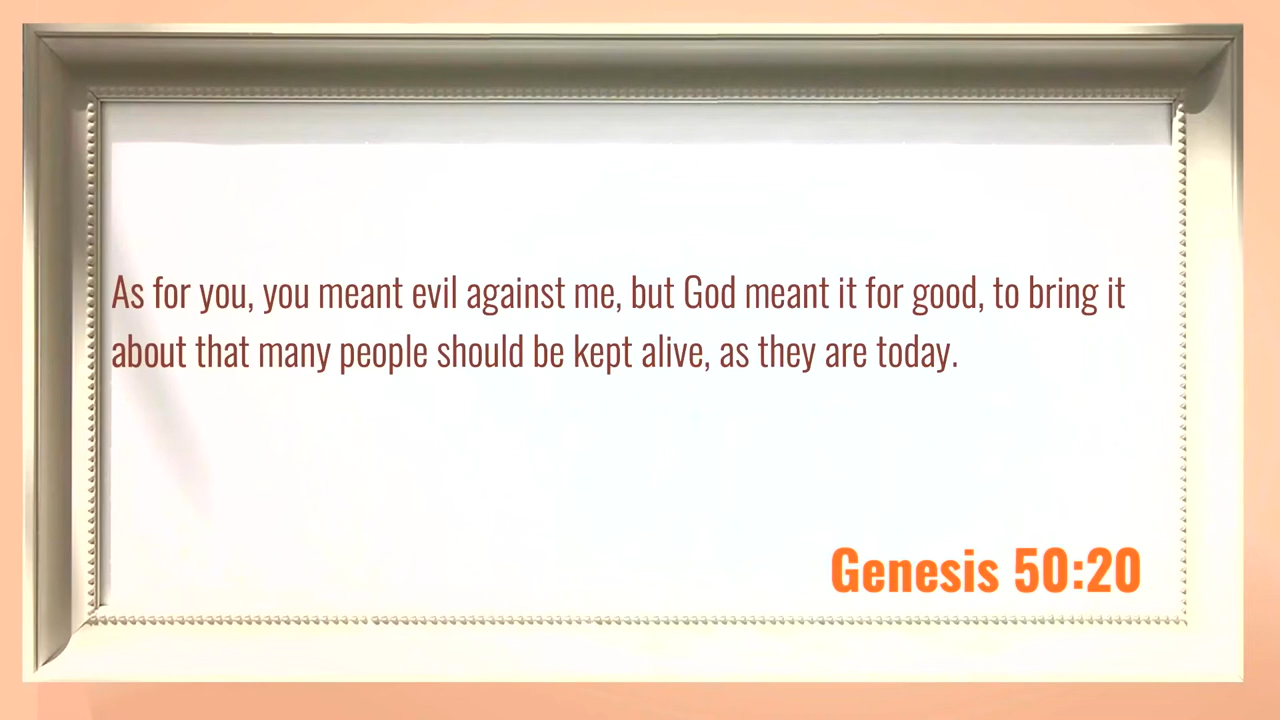 As for you, you meant evil against me, but God meant it for good, to bring it
about that many people should be kept alive, as they are today.
Genesis 50:20